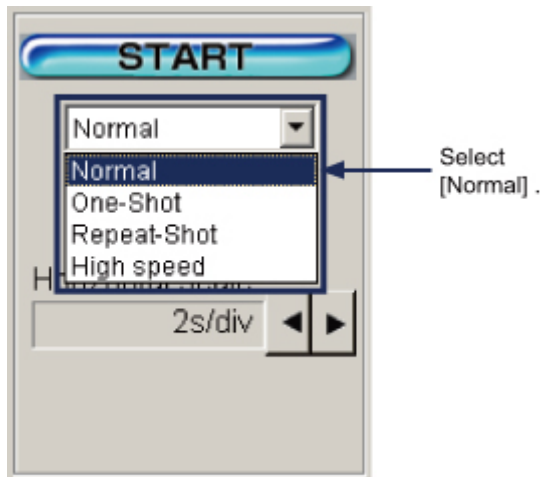 START
Normal
Normal
Select
[Normal] .
One-Shot
Repeat-Shot
High speed
2s/div